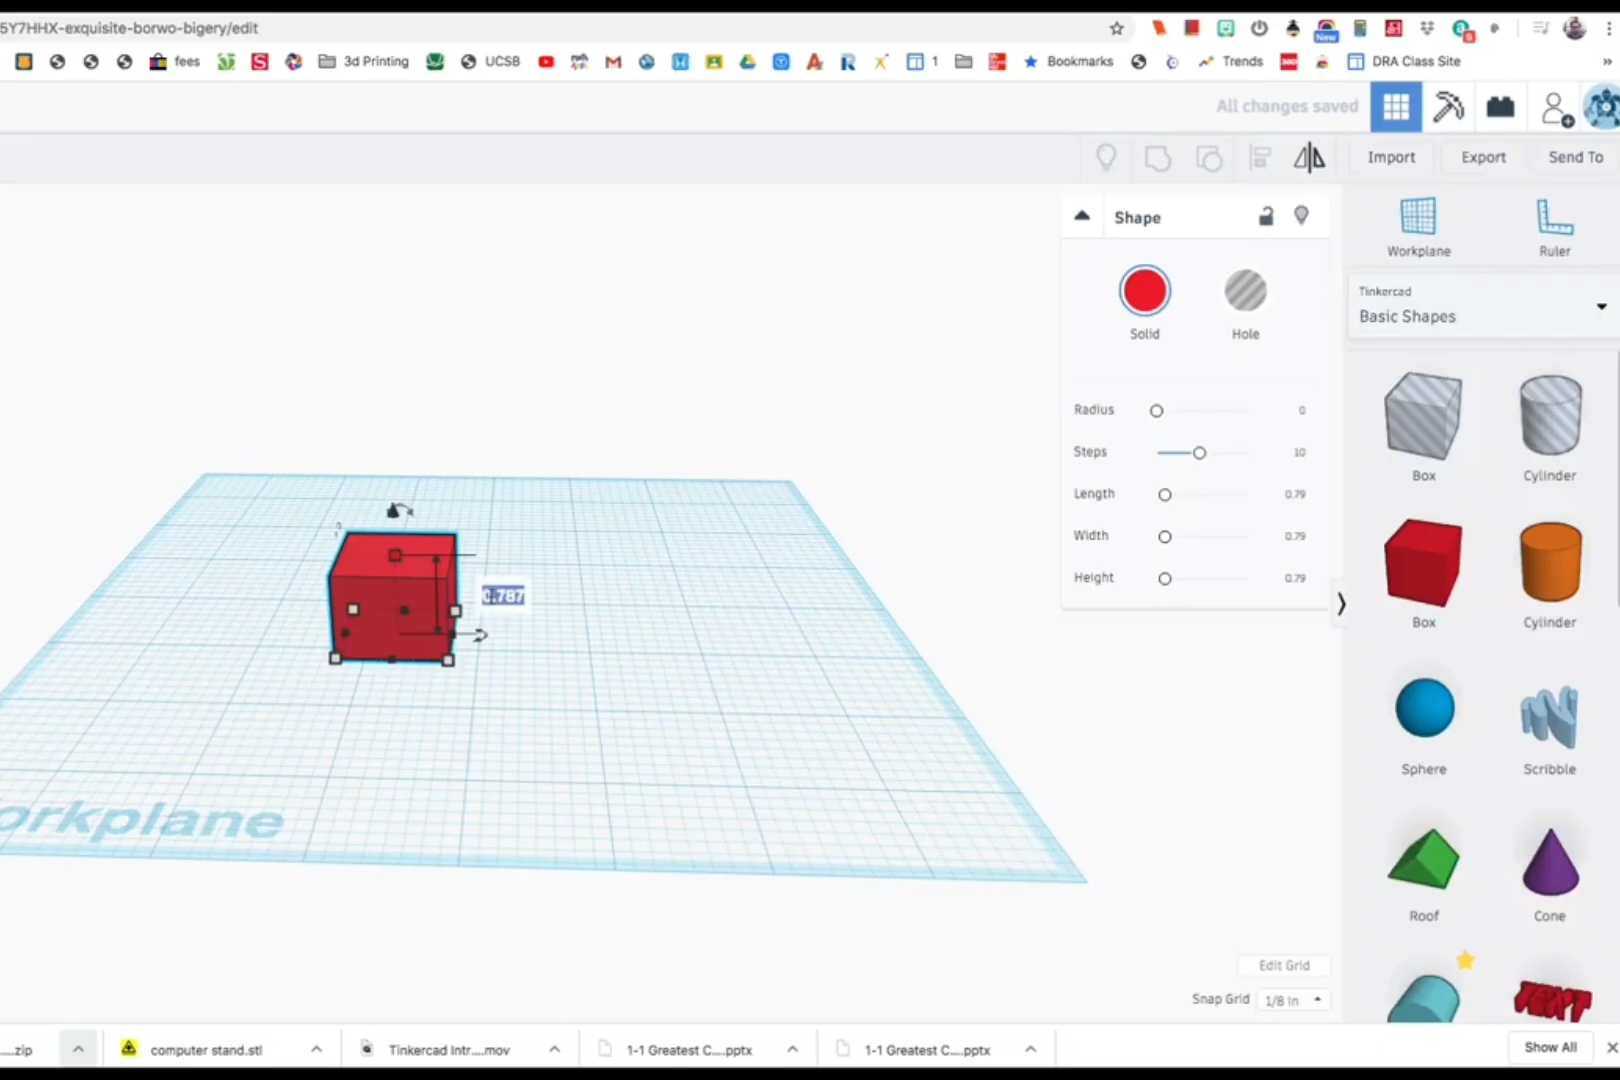 5Y7HHX-exquisite-borwo-bigery/edit
New
fees
3d Printing
UCSB
1
Bookmarks
Trends
DRA Class Site
»
All changes saved
Import
Export
Send To
Shape
Solid
Hole
Radius 0
Steps 10
Length 0.79
Width 0.79
Height 0.79
Workplane
Ruler
Tinkercad
Basic Shapes
Box
Cylinder
Box
Cylinder
Sphere
Scribble
Roof
Cone
TEXT
0.787
orkplane
Edit Grid
Snap Grid 1/8 in
....zip
computer stand.stl
Tinkercad Intr....mov
1-1 Greatest C....pptx
1-1 Greatest C....pptx
Show All